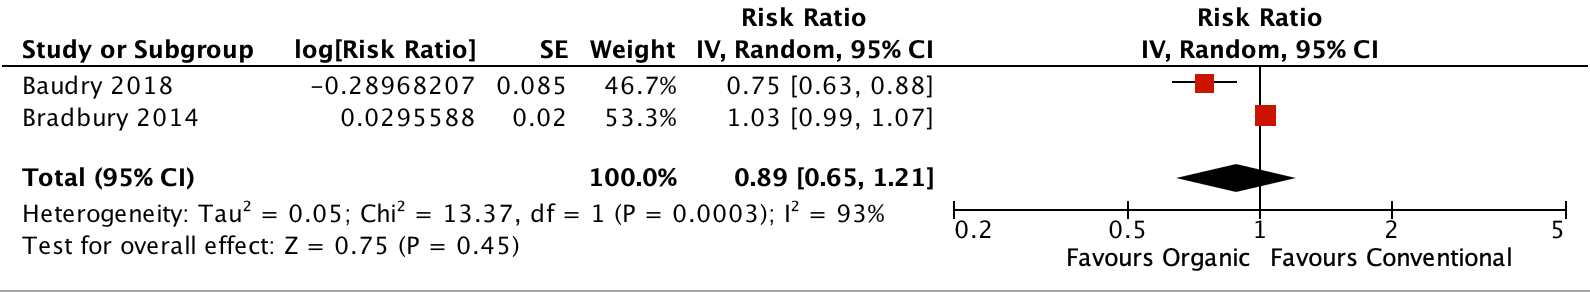 Risk Ratio Risk Ratio
Study or Subgroup log[Risk Ratio] SE Weight IV, Random, 95% CI IV, Random, 95% CI
Baudry 2018 −0.28968207 0.085 46.7% 0.75 [0.63, 0.88]
Bradbury 2014 0.0295588 0.02 53.3% 1.03 [0.99, 1.07]
Total (95% CI) 100.0% 0.89 [0.65, 1.21]
Heterogeneity: Tau² = 0.05; Chi² = 13.37, df = 1 (P = 0.0003); I² = 93%
Test for overall effect: Z = 0.75 (P = 0.45)
0.2 0.5 1 2 5
Favours Organic Favours Conventional